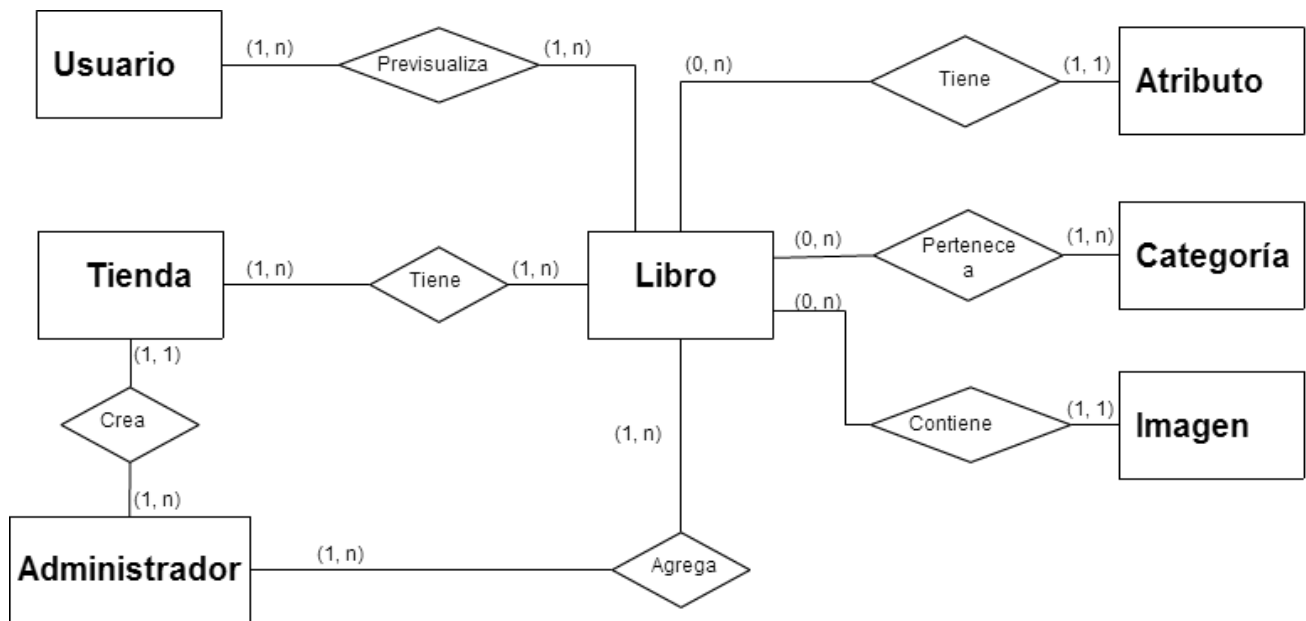 Usuario
(1, n)
Previsualiza
(1, n)
(0, n)
Tiene
(1, 1)
Atributo
Tienda
(1, n)
Tiene
(1, n)
Libro
(0, n)
Pertenece
a
(1, n)
Categoría
(0, n)
(1, 1)
Crea
(1, n)
Contiene
(1, 1)
Imagen
(1, n)
Administrador
(1, n)
Agrega